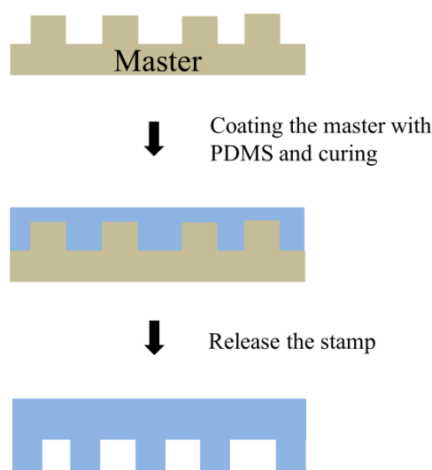 Master
Coating the master with
PDMS and curing
Release the stamp